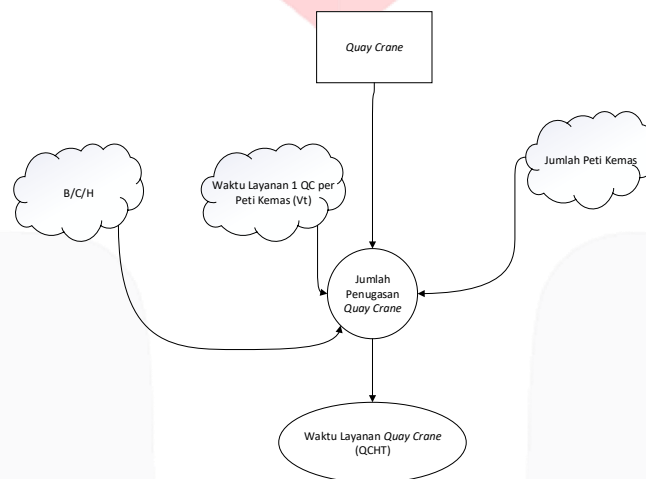 Quay Crane
Jumlah Peti Kemas
B/C/H
Waktu Layanan 1 QC per
Peti Kemas (Vt)
Jumlah
Penugasan
Quay Crane
Waktu Layanan Quay Crane
(QCHT)